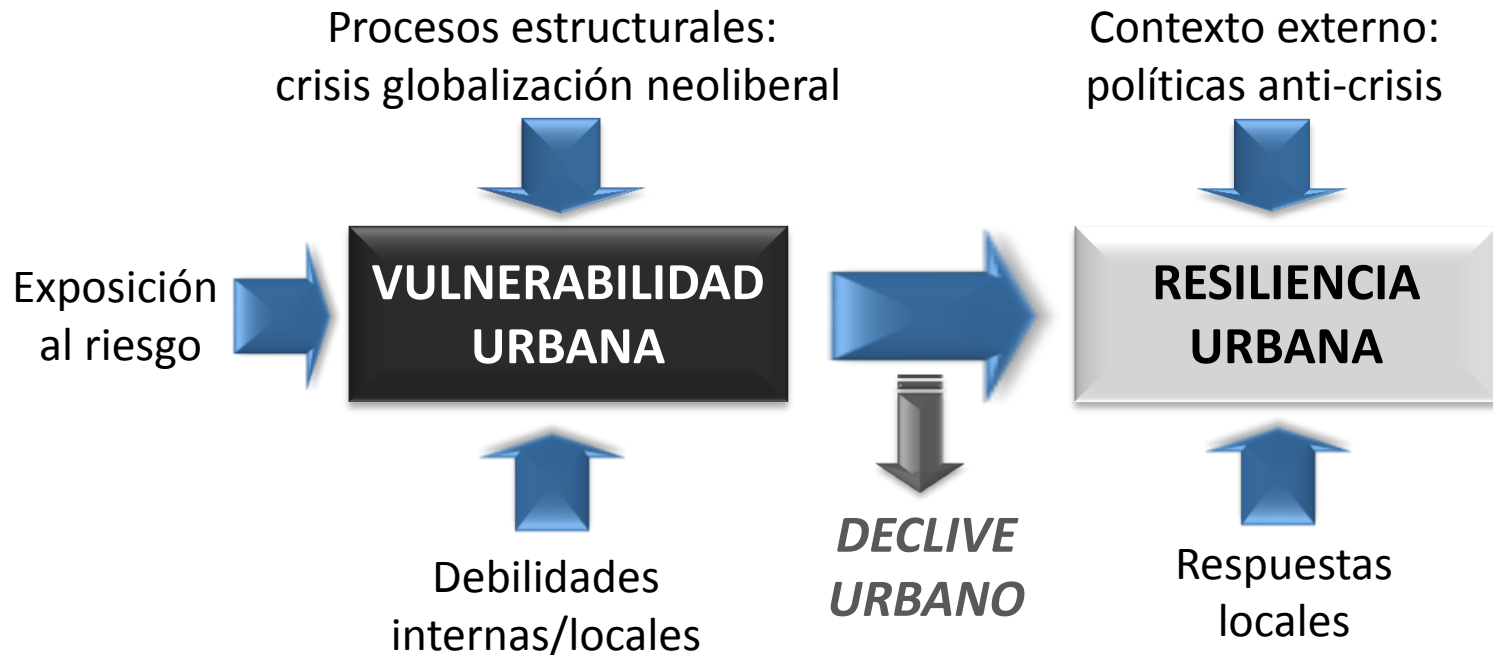 Procesos estructurales:
crisis globalización neoliberal
Contexto externo:
políticas anti-crisis
Exposición
al riesgo
VULNERABILIDAD
URBANA
RESILIENCIA
URBANA
DECLIVE
URBANO
Debilidades
internas/locales
Respuestas
locales